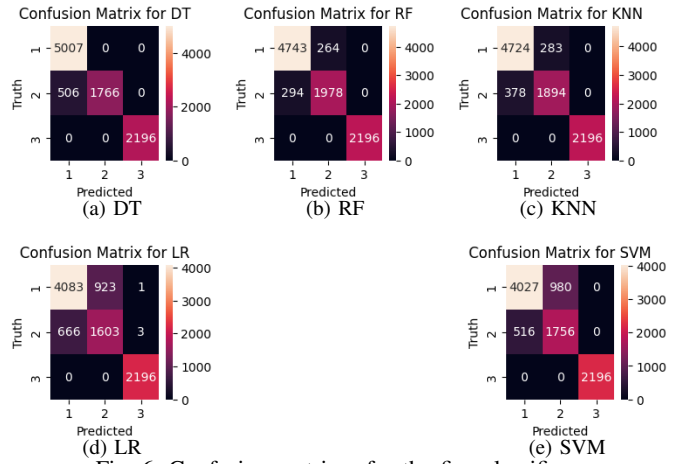 Confusion Matrix for DT
Confusion Matrix for RF
Confusion Matrix for KNN
1 5007 0 0
2 506 1766 0
3 0 0 2196
Truth
4000
2000
0
1 2 3
Predicted
(a) DT
1 4743 264 0
2 294 1978 0
3 0 0 2196
Truth
4000
3000
2000
1000
0
1 2 3
Predicted
(b) RF
1 4724 283 0
2 378 1894 0
3 0 0 2196
Truth
4000
3000
2000
1000
0
1 2 3
Predicted
(c) KNN
Confusion Matrix for LR
1 4083 923 1
2 666 1603 3
3 0 0 2196
Truth
4000
3000
2000
1000
0
1 2 3
Predicted
(d) LR
Confusion Matrix for SVM
1 4027 980 0
2 516 1756 0
3 0 0 2196
Truth
4000
3000
2000
1000
0
1 2 3
Predicted
(e) SVM